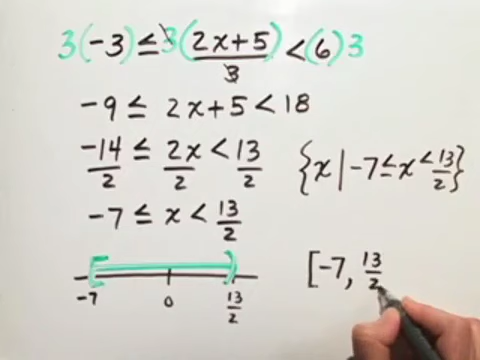 3(-3) ≤ 3(2x+5)/3 < (6)3
-9 ≤ 2x+5 < 18
-14/2 ≤ 2x/2 < 13/2
{x | -7 ≤ x < 13/2}
-7 ≤ x < 13/2
[-7, 13/2
-7 0 13/2